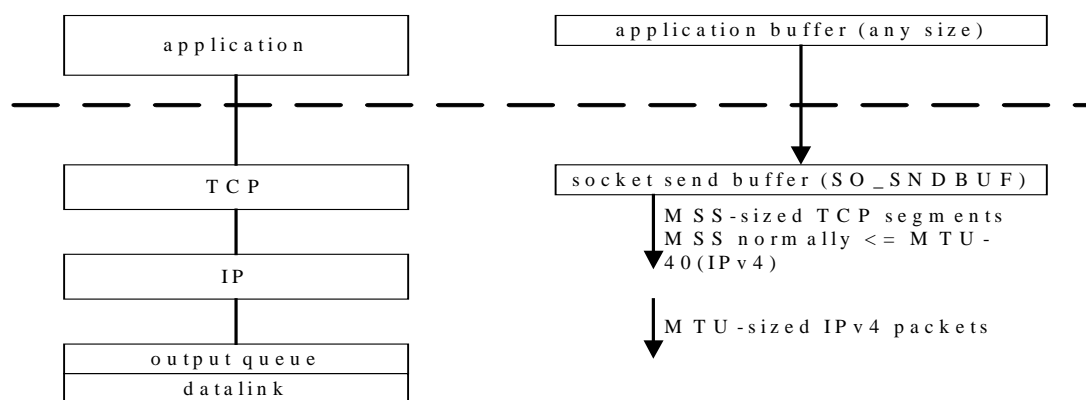 application
TCP
IP
output queue
datalink
application buffer (any size)
socket send buffer (SO_SNDBUF)
MSS-sized TCP segments
MSS normally <= MTU-
40(IPv4)
MTU-sized IPv4 packets